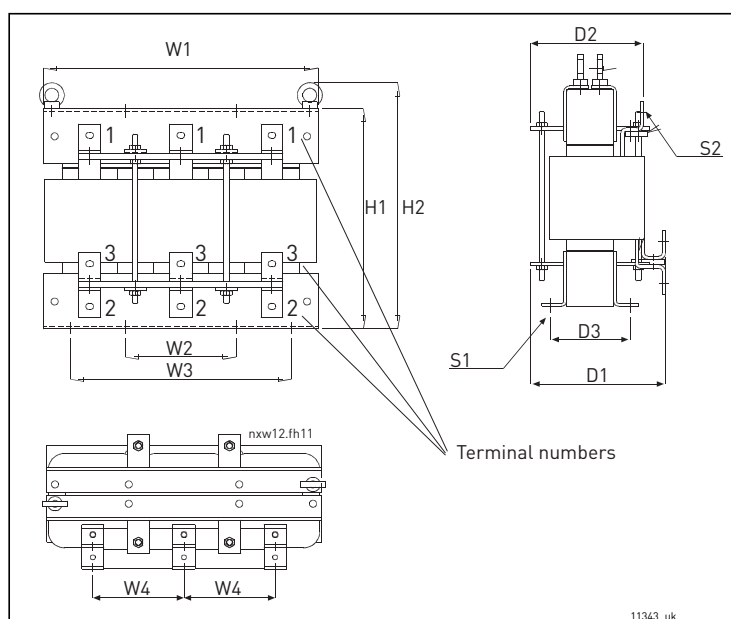 W1
D2
1 1 1
S2
H1 H2
3 3 3
2 2 2
W2
W3
D3
S1
D1
nxw12.fh11
Terminal numbers
W4 W4
11343_uk